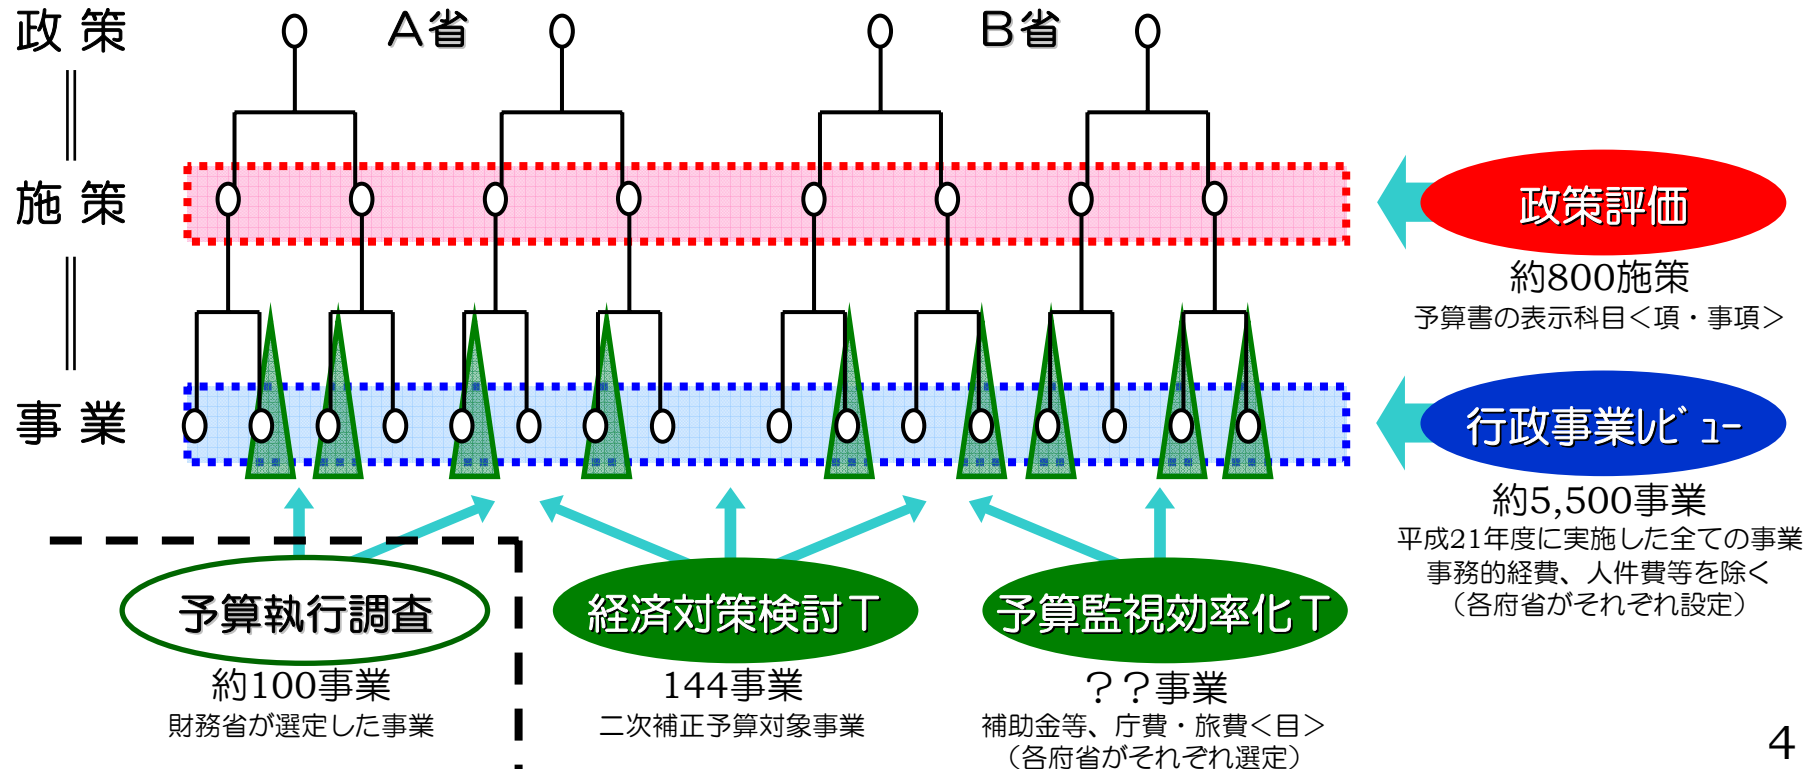 政 策
A省
B省
施 策
政策評価
約800施策
予算書の表示科目＜項・事項＞
事 業
行政事業ﾚﾋﾞｭｰ
約5,500事業
平成21年度に実施した全ての事業
事務的経費、人件費等を除く
（各府省がそれぞれ設定）
予算執行調査
約100事業
財務省が選定した事業
経済対策検討T
144事業
二次補正予算対象事業
予算監視効率化T
？？事業
補助金等、庁費・旅費＜目＞
（各府省がそれぞれ選定）
4